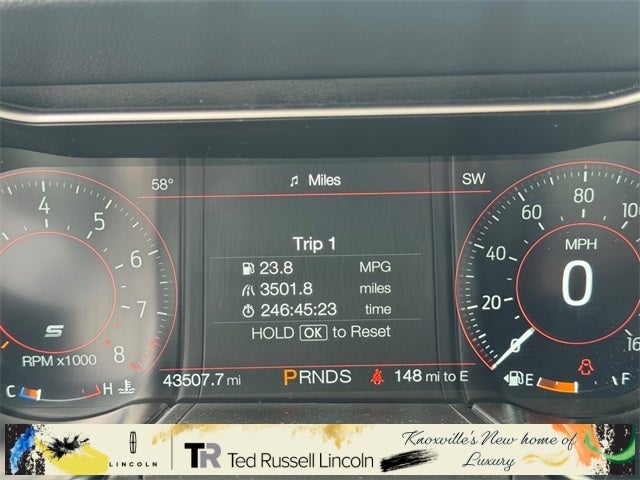 58° ♫ Miles SW
Trip 1
23.8 MPG
3501.8 miles
246:45:23 time
HOLD OK to Reset
43507.7 mi PRNDS 148 mi to E
4 5 6 7 8
S
RPM x1000
C H
0 20 40 60 80 100 16
MPH
0
E F
LINCOLN
TR Ted Russell Lincoln
Knoxville's New home of
Luxury